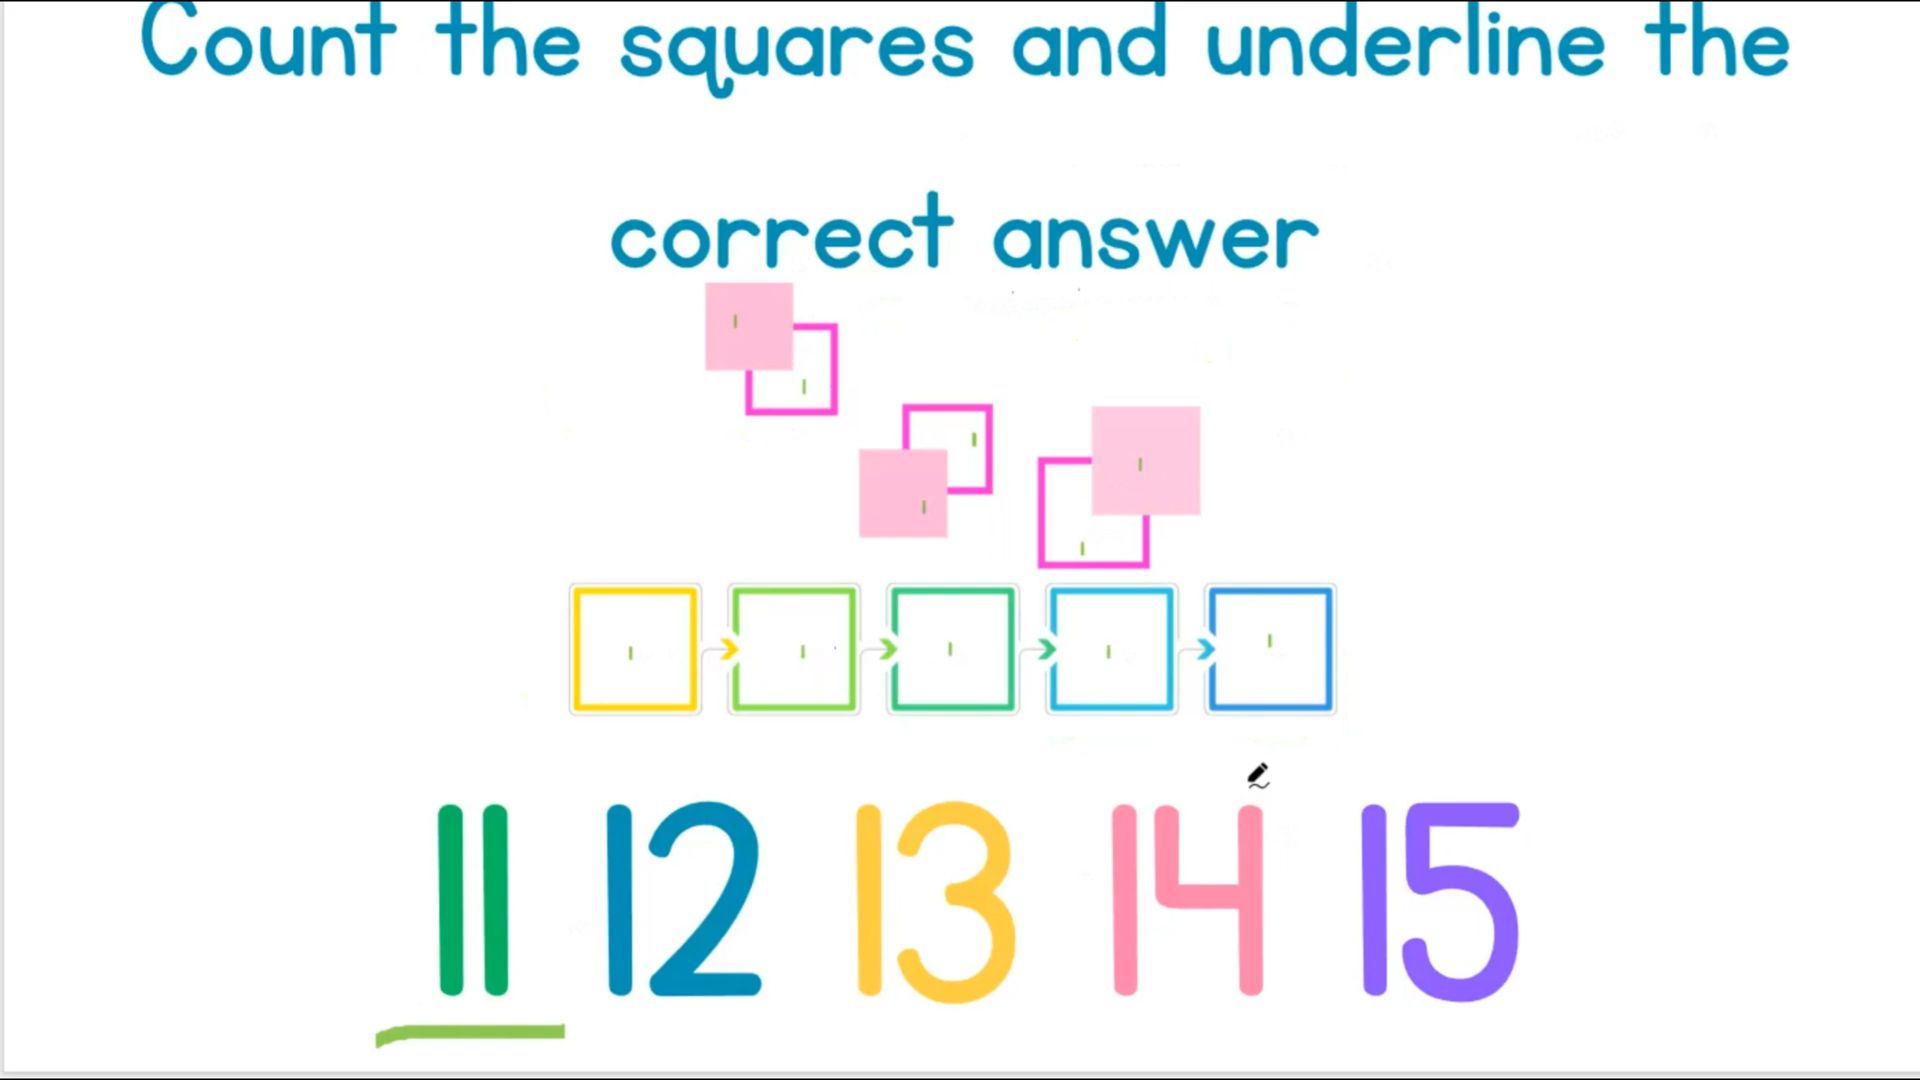 Count the squares and underline the
correct answer
11 12 13 14 15